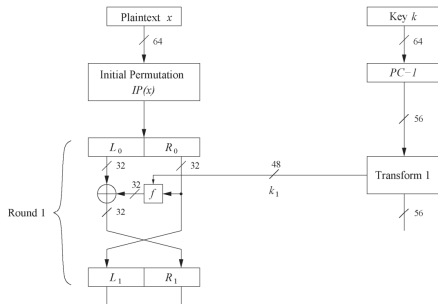 Plaintext x
Key k
64
64
Initial Permutation
IP(x)
PC−1
56
L0
R0
32
32
48
k1
Transform 1
32
f
32
56
Round 1
L1
R1